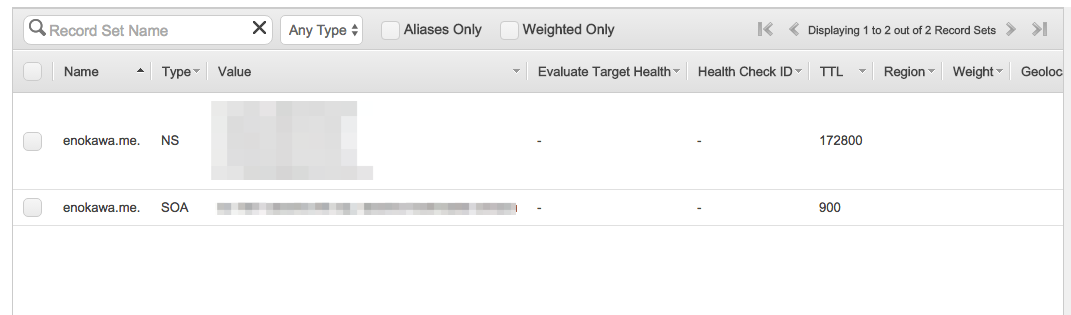 Record Set Name Any Type Aliases Only Weighted Only Displaying 1 to 2 out of 2 Record Sets
Name Type Value Evaluate Target Health Health Check ID TTL Region Weight Geoloc
enokawa.me. NS - - 172800
enokawa.me. SOA - - 900